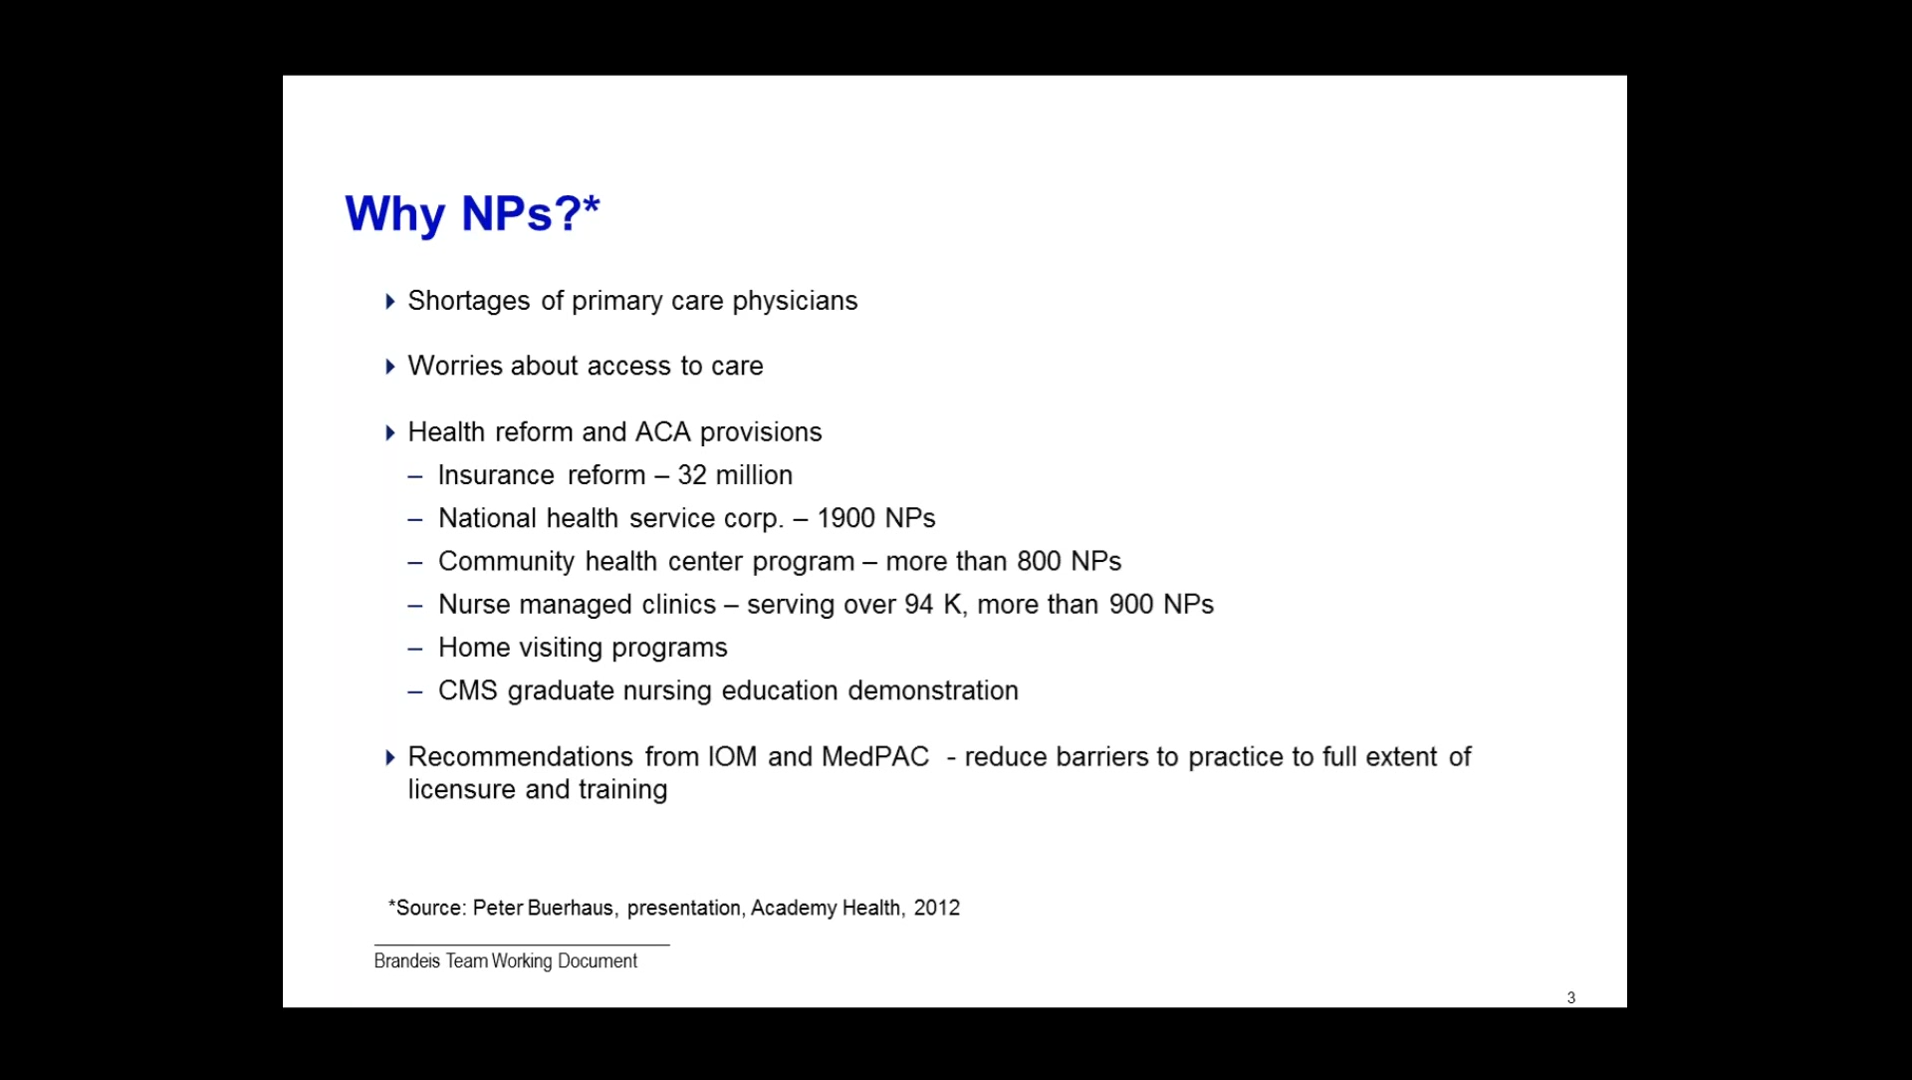 Why NPs?*
Shortages of primary care physicians
Worries about access to care
Health reform and ACA provisions
– Insurance reform – 32 million
– National health service corp. – 1900 NPs
– Community health center program – more than 800 NPs
– Nurse managed clinics – serving over 94 K, more than 900 NPs
– Home visiting programs
– CMS graduate nursing education demonstration
Recommendations from IOM and MedPAC - reduce barriers to practice to full extent of
licensure and training
*Source: Peter Buerhaus, presentation, Academy Health, 2012
Brandeis Team Working Document
3